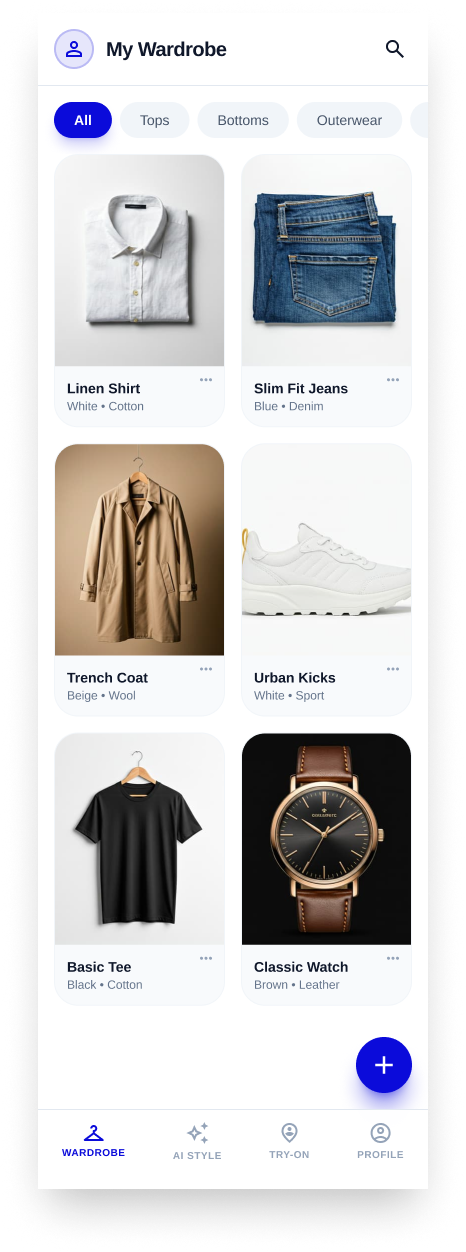 My Wardrobe
All
Tops
Bottoms
Outerwear
Linen Shirt
White • Cotton
Slim Fit Jeans
Blue • Denim
Trench Coat
Beige • Wool
Urban Kicks
White • Sport
Basic Tee
Black • Cotton
Classic Watch
Brown • Leather
WARDROBE
AI STYLE
TRY-ON
PROFILE